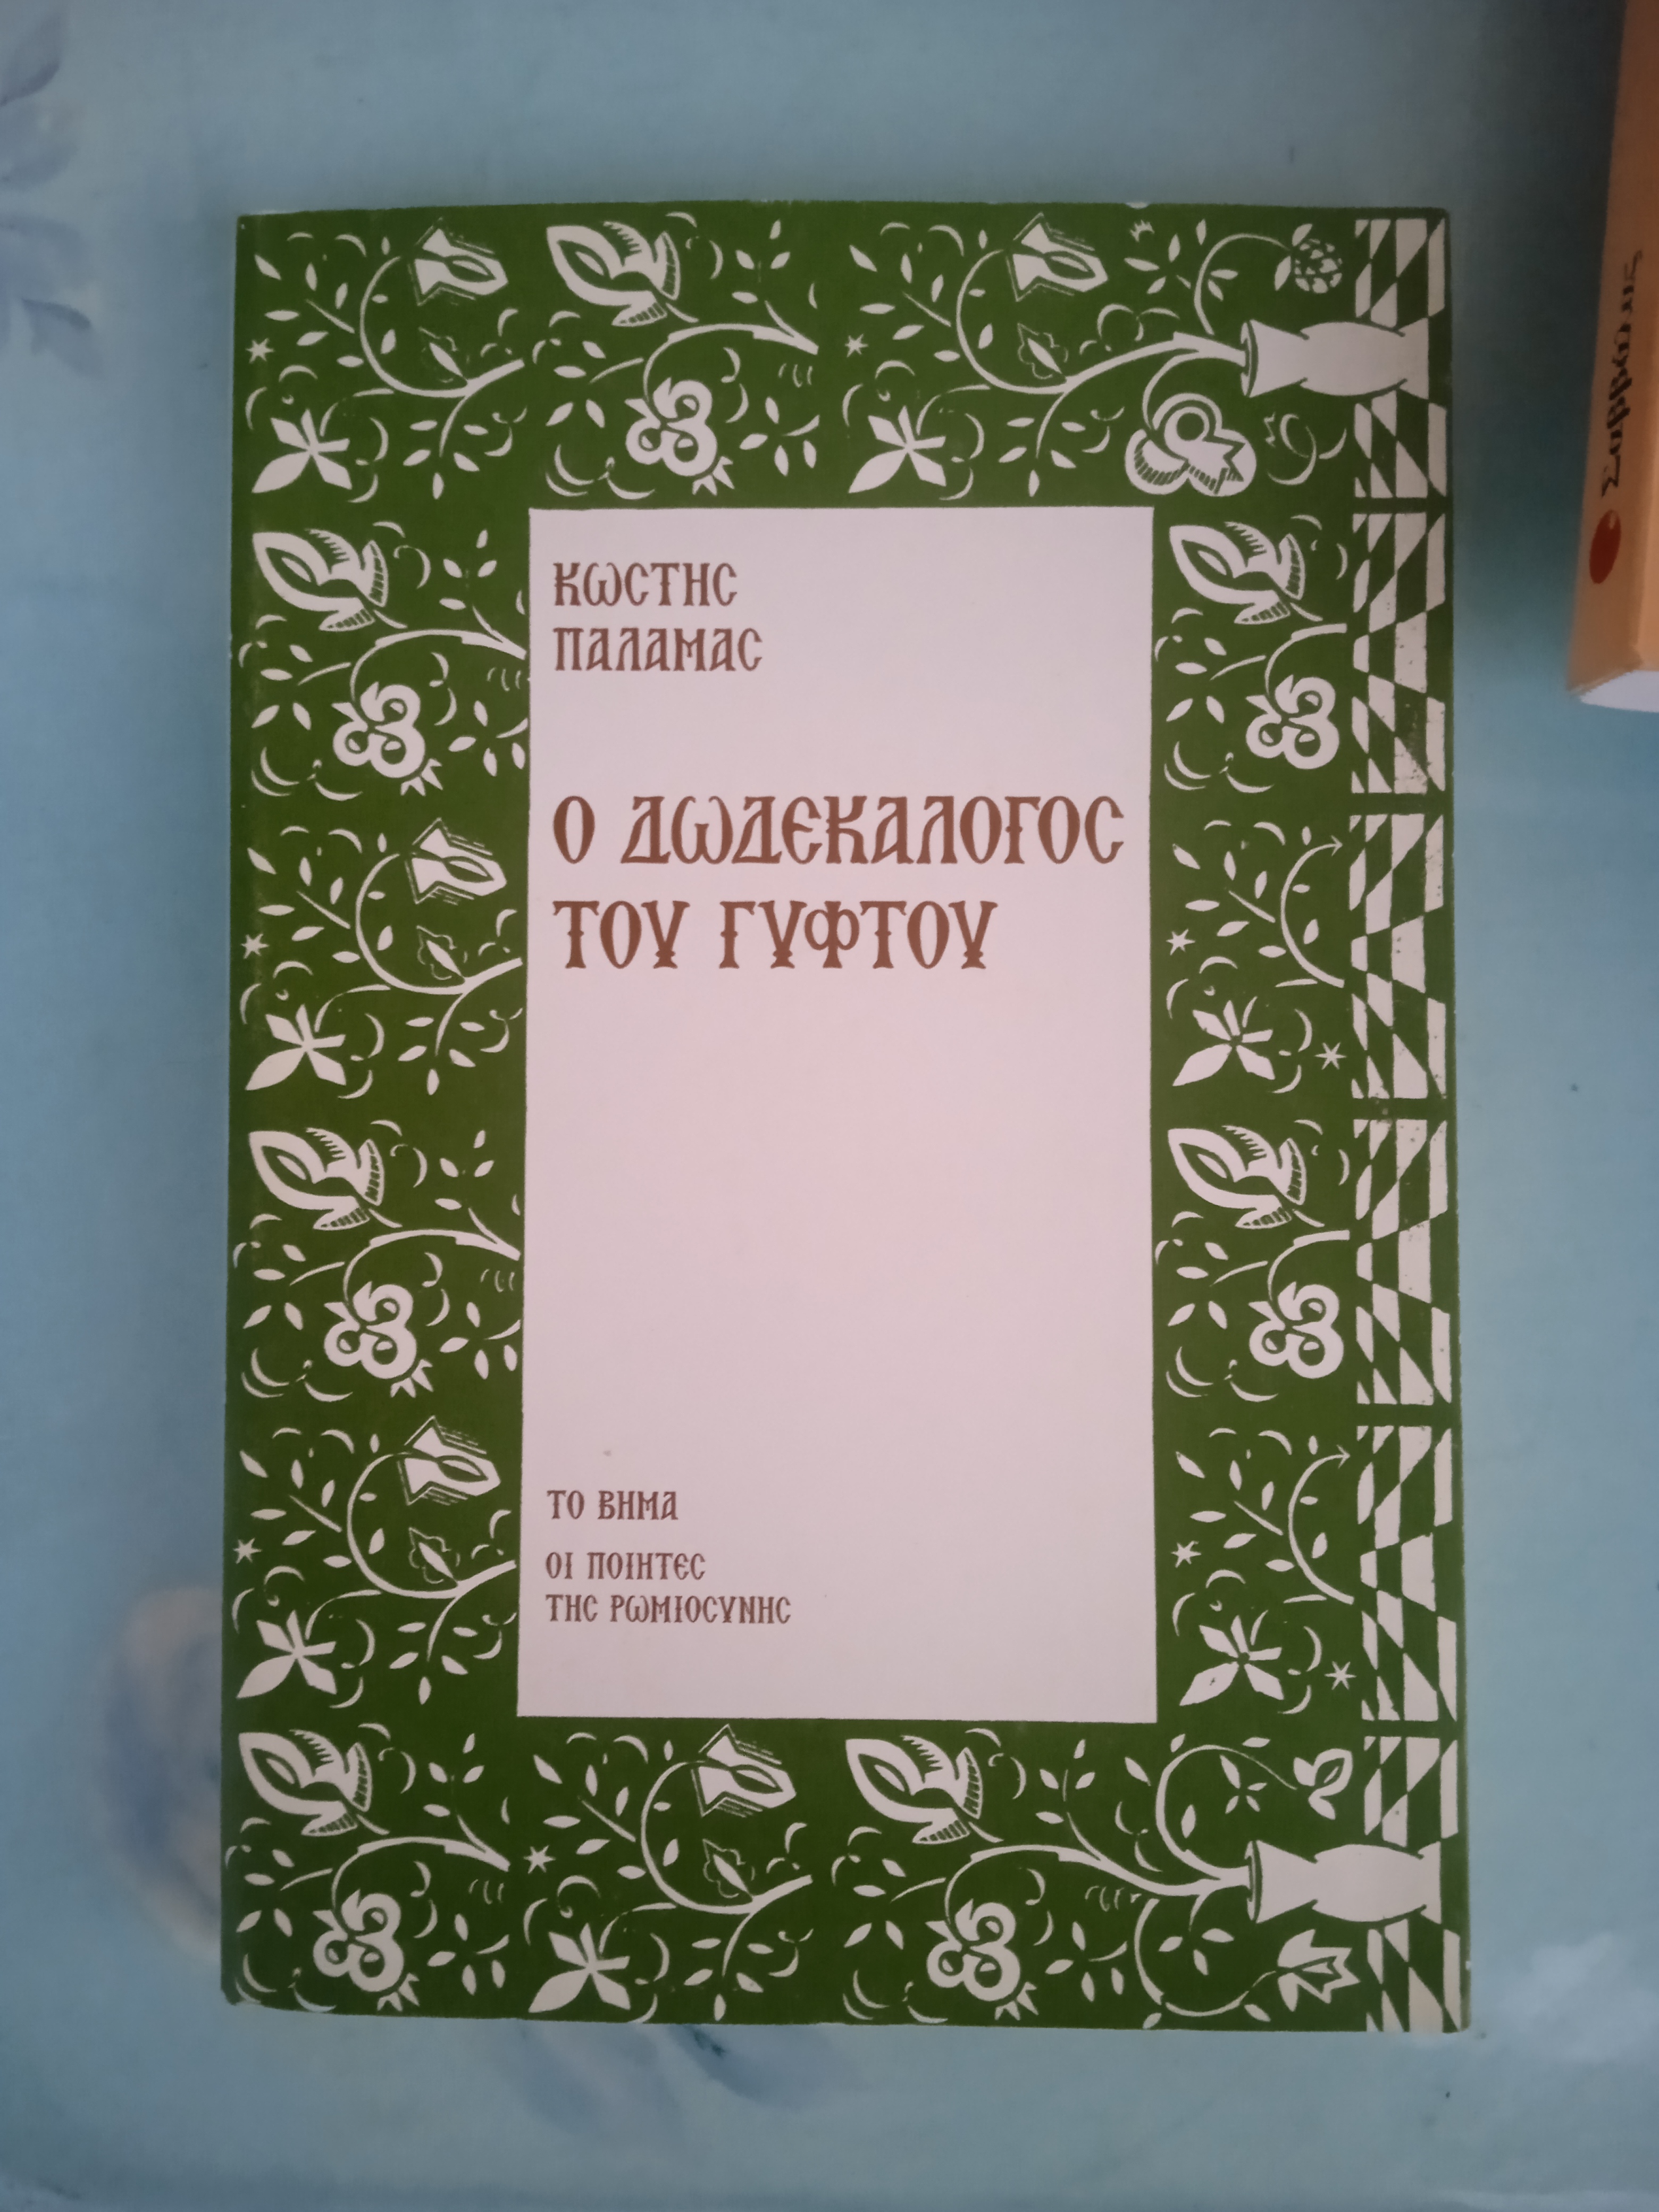 ΚΩΣΤΗΣ
ΠΑΛΑΜΑΣ
Ο ΔΩΔΕΚΑΛΟΓΟΣ
ΤΟΥ ΓΥΦΤΟΥ
ΤΟ ΒΗΜΑ
ΟΙ ΠΟΙΗΤΕΣ
ΤΗΣ ΡΩΜΙΟΣΥΝΗΣ